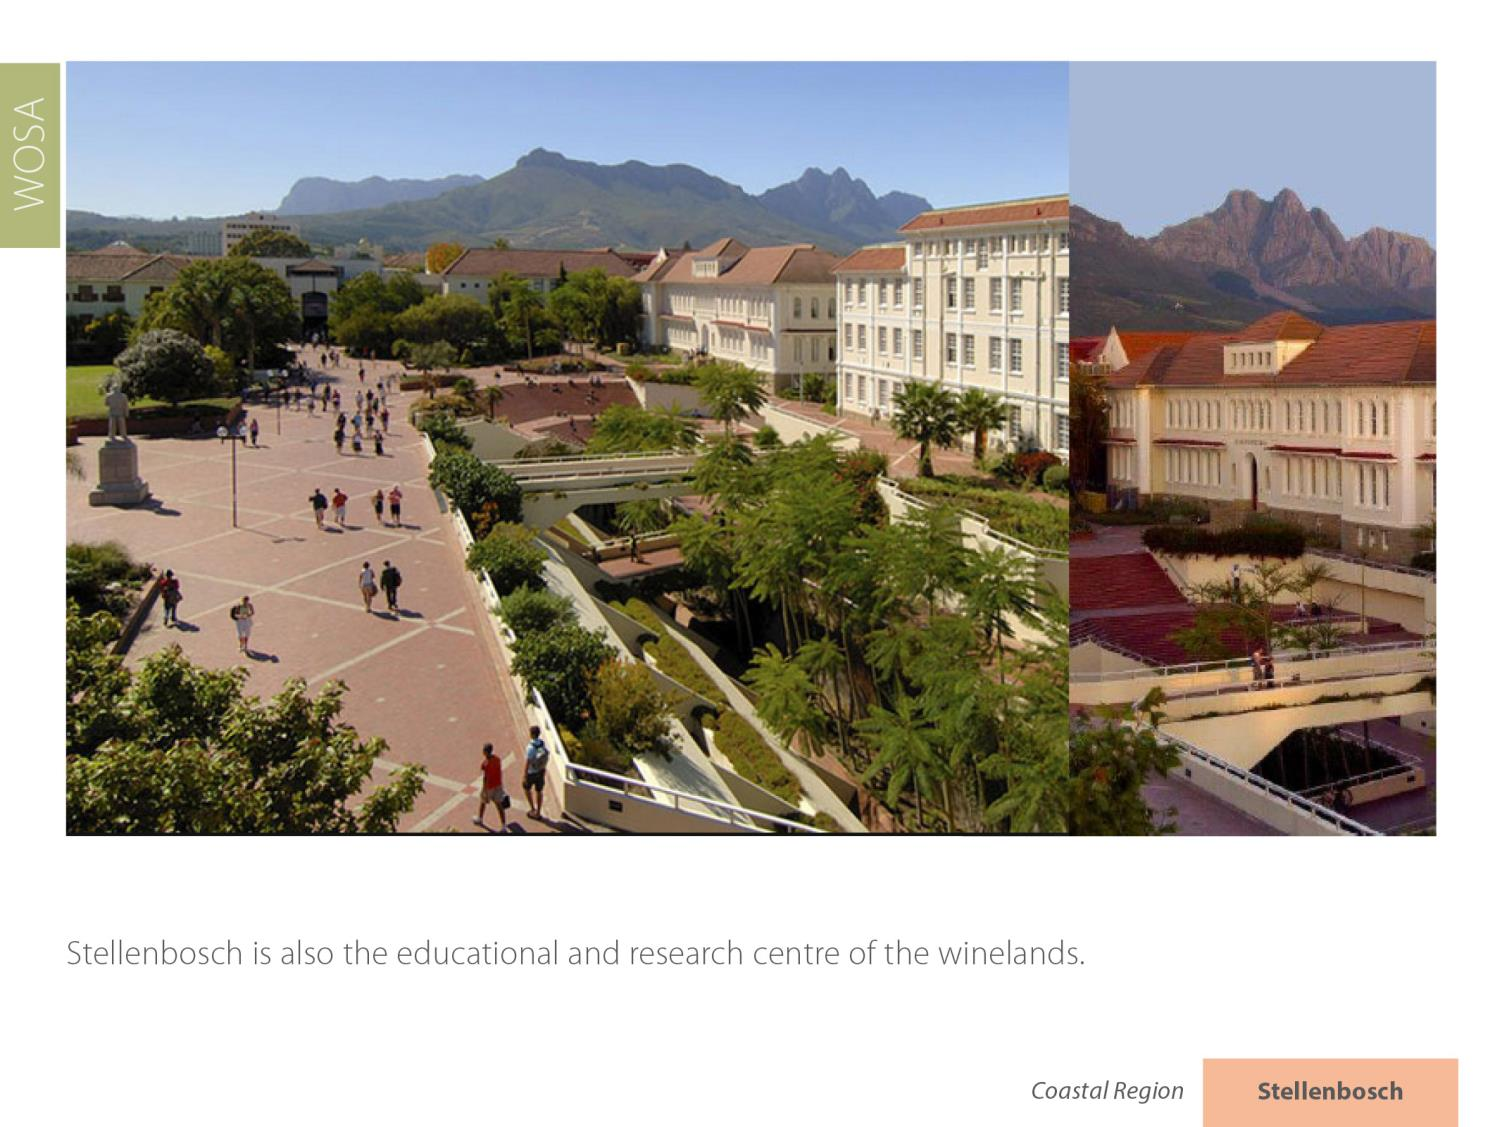 WOSA
Stellenbosch is also the educational and research centre of the winelands.
Coastal Region
Stellenbosch